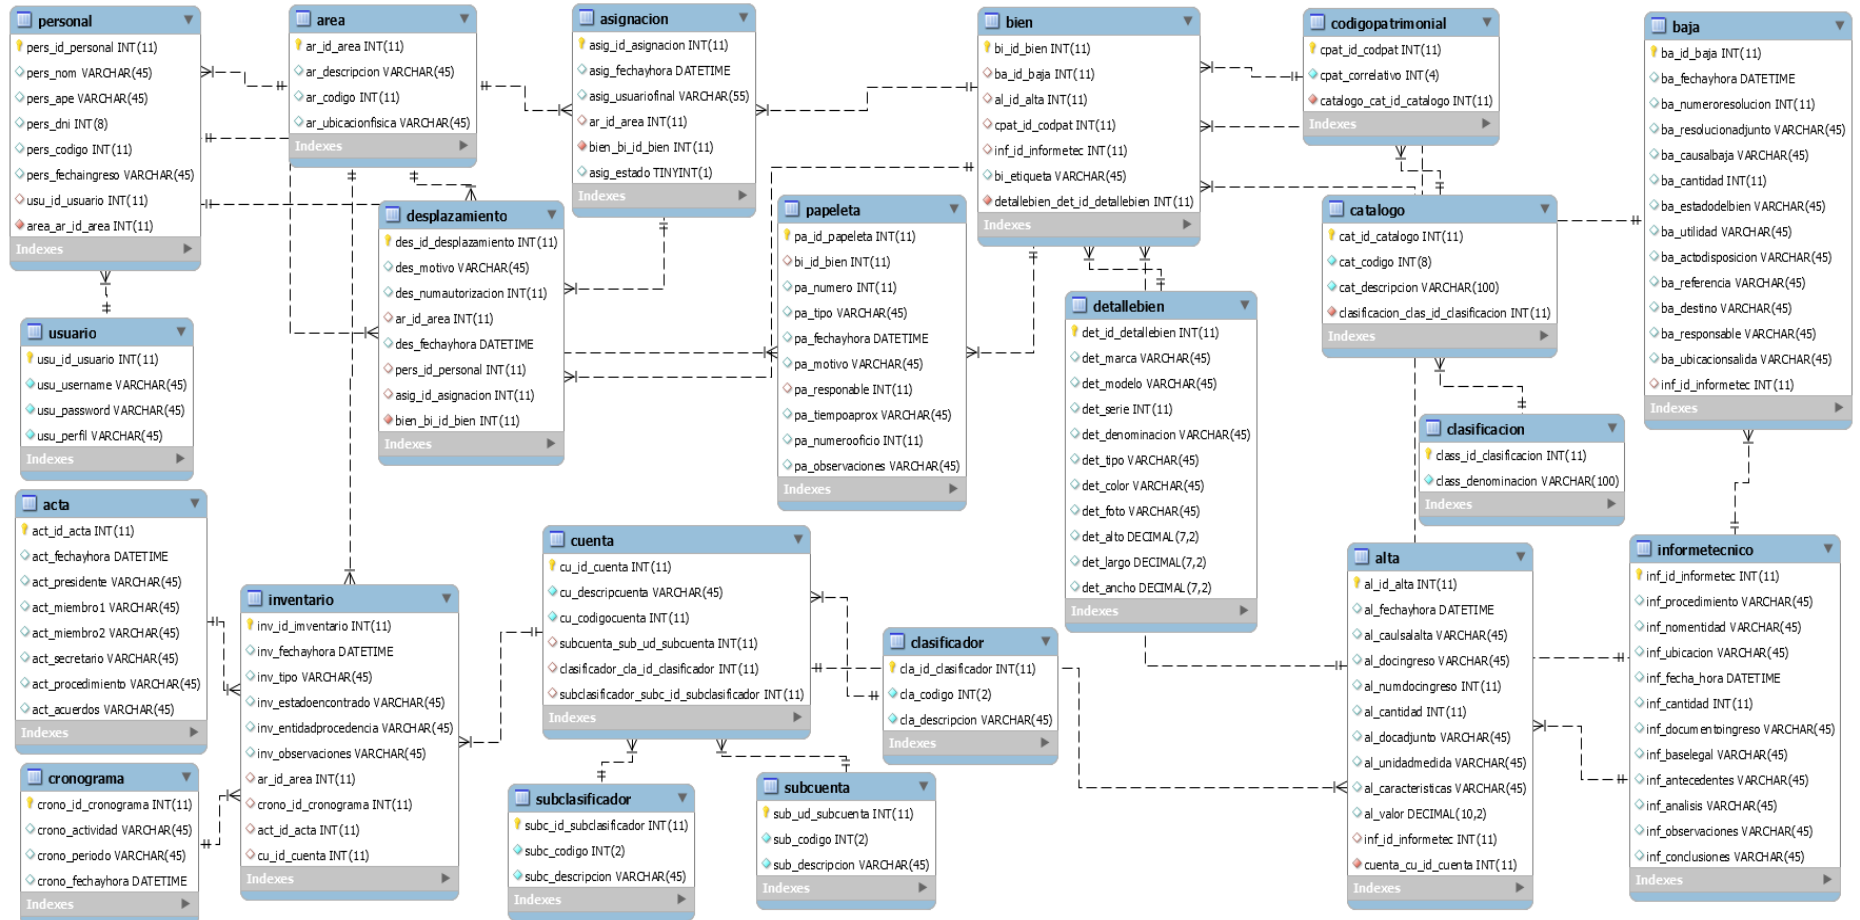 personal
pers_id_personal INT(11)
pers_nom VARCHAR(45)
pers_ape VARCHAR(45)
pers_dni INT(8)
pers_codigo INT(11)
pers_fechaingreso VARCHAR(45)
usu_id_usuario INT(11)
area_ar_id_area INT(11)
Indexes
area
ar_id_area INT(11)
ar_descripcion VARCHAR(45)
ar_codigo INT(11)
ar_ubicacionfisica VARCHAR(45)
Indexes
asignacion
asig_id_asignacion INT(11)
asig_fechayhora DATETIME
asig_usuariofinal VARCHAR(55)
ar_id_area INT(11)
bien_bi_id_bien INT(11)
asig_estado TINYINT(1)
Indexes
bien
bi_id_bien INT(11)
ba_id_baja INT(11)
al_id_alta INT(11)
cpat_id_codpat INT(11)
inf_id_informetec INT(11)
bi_etiqueta VARCHAR(45)
detallebien_det_id_detallebien INT(11)
Indexes
codigopatrimonial
cpat_id_codpat INT(11)
cpat_correlativo INT(4)
catalogo_cat_id_catalogo INT(11)
Indexes
baja
ba_id_baja INT(11)
ba_fechayhora DATETIME
ba_numeroresolucion INT(11)
ba_resolucionadjunto VARCHAR(45)
ba_causalbaja VARCHAR(45)
ba_cantidad INT(11)
ba_estadodelbien VARCHAR(45)
ba_utilidad VARCHAR(45)
ba_actodisposicion VARCHAR(45)
ba_referencia VARCHAR(45)
ba_destino VARCHAR(45)
ba_responsable VARCHAR(45)
ba_ubicacionsalida VARCHAR(45)
inf_id_informetec INT(11)
Indexes
desplazamiento
des_id_desplazamiento INT(11)
des_motivo VARCHAR(45)
des_numautorizacion INT(11)
ar_id_area INT(11)
des_fechayhora DATETIME
pers_id_personal INT(11)
asig_id_asignacion INT(11)
bien_bi_id_bien INT(11)
Indexes
papeleta
pa_id_papeleta INT(11)
bi_id_bien INT(11)
pa_numero INT(11)
pa_tipo VARCHAR(45)
pa_fechayhora DATETIME
pa_motivo VARCHAR(45)
pa_responable INT(11)
pa_tiempoaprox VARCHAR(45)
pa_numerooficio INT(11)
pa_observaciones VARCHAR(45)
Indexes
catalogo
cat_id_catalogo INT(11)
cat_codigo INT(8)
cat_descripcion VARCHAR(100)
clasificacion_clas_id_clasificacion INT(11)
Indexes
usuario
usu_id_usuario INT(11)
usu_username VARCHAR(45)
usu_password VARCHAR(45)
usu_perfil VARCHAR(45)
Indexes
detallebien
det_id_detallebien INT(11)
det_marca VARCHAR(45)
det_modelo VARCHAR(45)
det_serie INT(11)
det_denominacion VARCHAR(45)
det_tipo VARCHAR(45)
det_color VARCHAR(45)
det_foto VARCHAR(45)
det_alto DECIMAL(7,2)
det_largo DECIMAL(7,2)
det_ancho DECIMAL(7,2)
Indexes
clasificacion
class_id_clasificacion INT(11)
class_denominacion VARCHAR(100)
Indexes
acta
act_id_acta INT(11)
act_fechayhora DATETIME
act_presidente VARCHAR(45)
act_miembro1 VARCHAR(45)
act_miembro2 VARCHAR(45)
act_secretario VARCHAR(45)
act_procedimiento VARCHAR(45)
act_acuerdos VARCHAR(45)
Indexes
inventario
inv_id_imventario INT(11)
inv_fechayhora DATETIME
inv_tipo VARCHAR(45)
inv_estadoencontrado VARCHAR(45)
inv_entidadprocedencia VARCHAR(45)
inv_observaciones VARCHAR(45)
ar_id_area INT(11)
crono_id_cronograma INT(11)
act_id_acta INT(11)
cu_id_cuenta INT(11)
Indexes
cuenta
cu_id_cuenta INT(11)
cu_descripcuenta VARCHAR(45)
cu_codigocuenta INT(11)
subcuenta_sub_ud_subcuenta INT(11)
clasificador_cla_id_clasificador INT(11)
subclasificador_subc_id_subclasificador INT(11)
Indexes
clasificador
cla_id_clasificador INT(11)
cla_codigo INT(2)
cla_descripcion VARCHAR(45)
Indexes
alta
al_id_alta INT(11)
al_fechayhora DATETIME
al_caulsalalta VARCHAR(45)
al_docingreso VARCHAR(45)
al_numdocingreso INT(11)
al_cantidad INT(11)
al_docadjunto VARCHAR(45)
al_unidadmedida VARCHAR(45)
al_caracteristicas VARCHAR(45)
al_valor DECIMAL(10,2)
inf_id_informetec INT(11)
cuenta_cu_id_cuenta INT(11)
Indexes
informetecnico
inf_id_informetec INT(11)
inf_procedimiento VARCHAR(45)
inf_nomentidad VARCHAR(45)
inf_ubicacion VARCHAR(45)
inf_fecha_hora DATETIME
inf_cantidad INT(11)
inf_documentoingreso VARCHAR(45)
inf_baselegal VARCHAR(45)
inf_antecedentes VARCHAR(45)
inf_analisis VARCHAR(45)
inf_observaciones VARCHAR(45)
inf_conclusiones VARCHAR(45)
Indexes
cronograma
crono_id_cronograma INT(11)
crono_actividad VARCHAR(45)
crono_periodo VARCHAR(45)
crono_fechayhora DATETIME
Indexes
subclasificador
subc_id_subclasificador INT(11)
subc_codigo INT(2)
subc_descripcion VARCHAR(45)
Indexes
subcuenta
sub_ud_subcuenta INT(11)
sub_codigo INT(2)
sub_descripcion VARCHAR(45)
Indexes